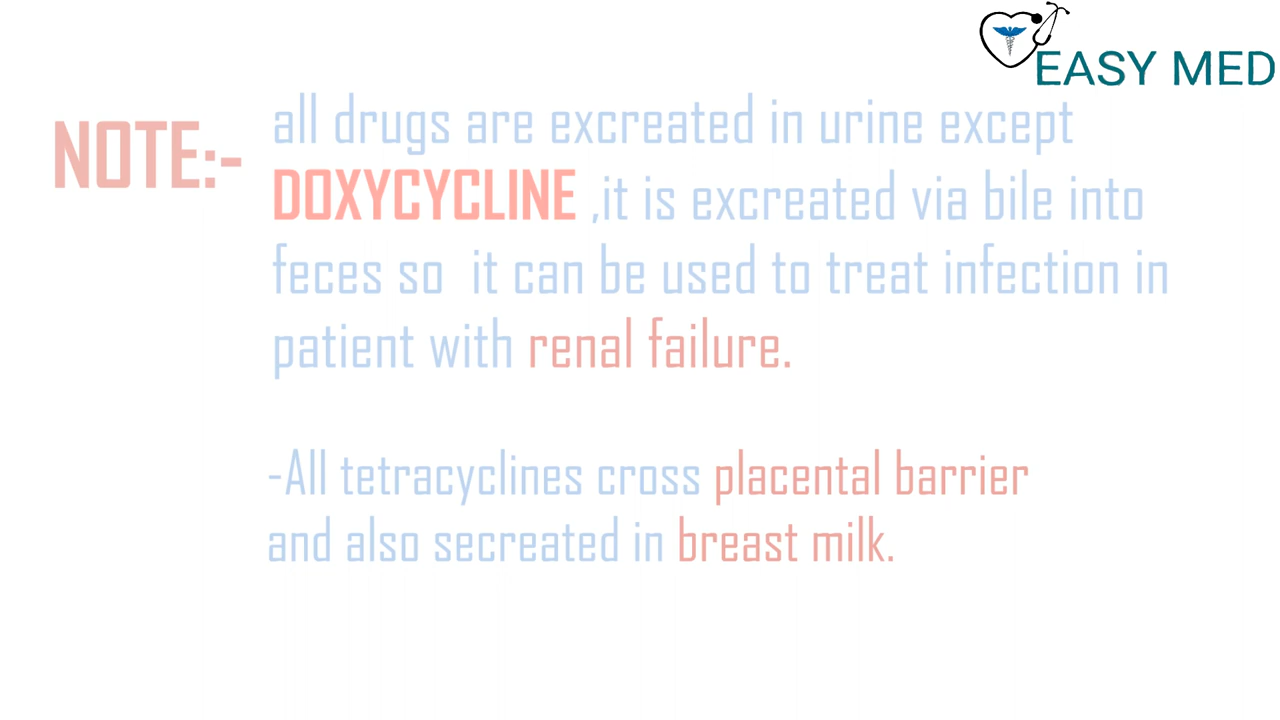 EASY MED
NOTE:-
all drugs are excreated in urine except
DOXYCYCLINE ,it is excreated via bile into
feces so it can be used to treat infection in
patient with renal failure.
-All tetracyclines cross placental barrier
and also secreated in breast milk.